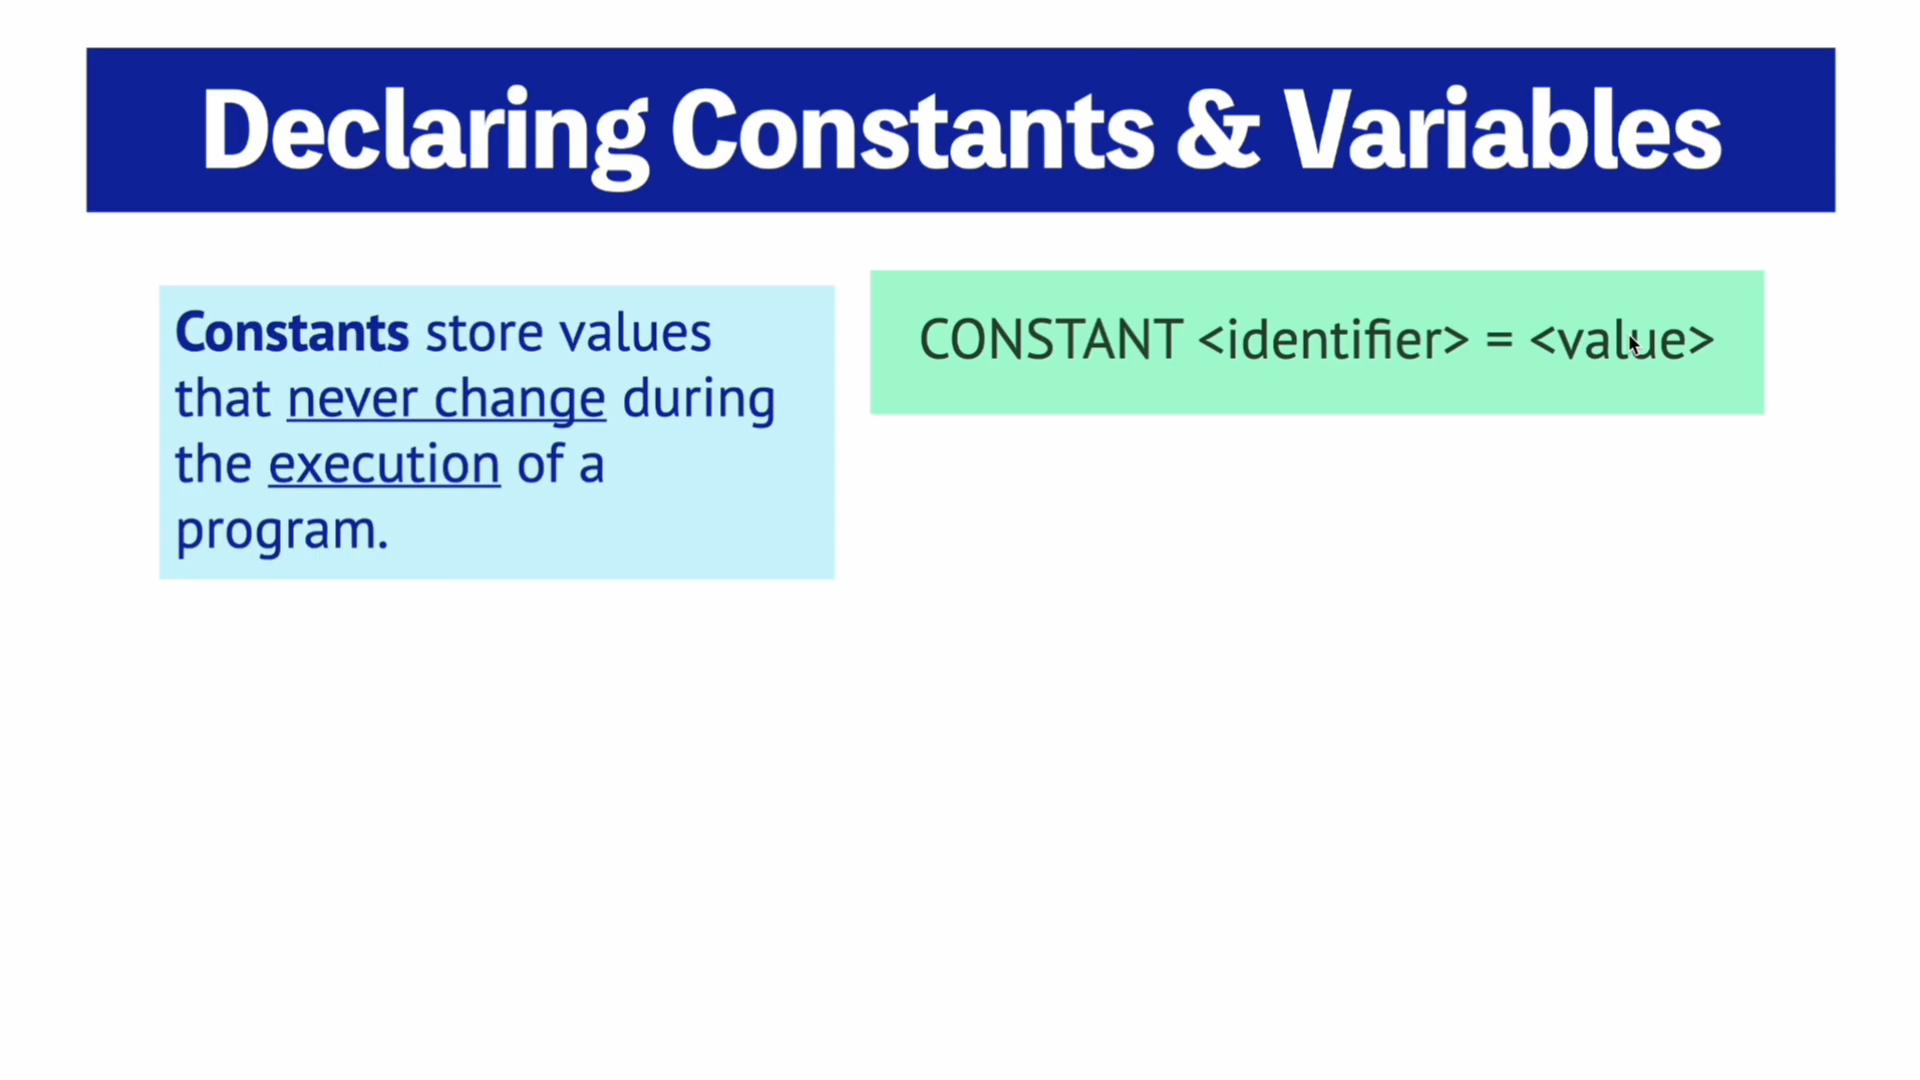 Declaring Constants & Variables
Constants store values
that never change during
the execution of a
program.
CONSTANT <identifier> = <value>